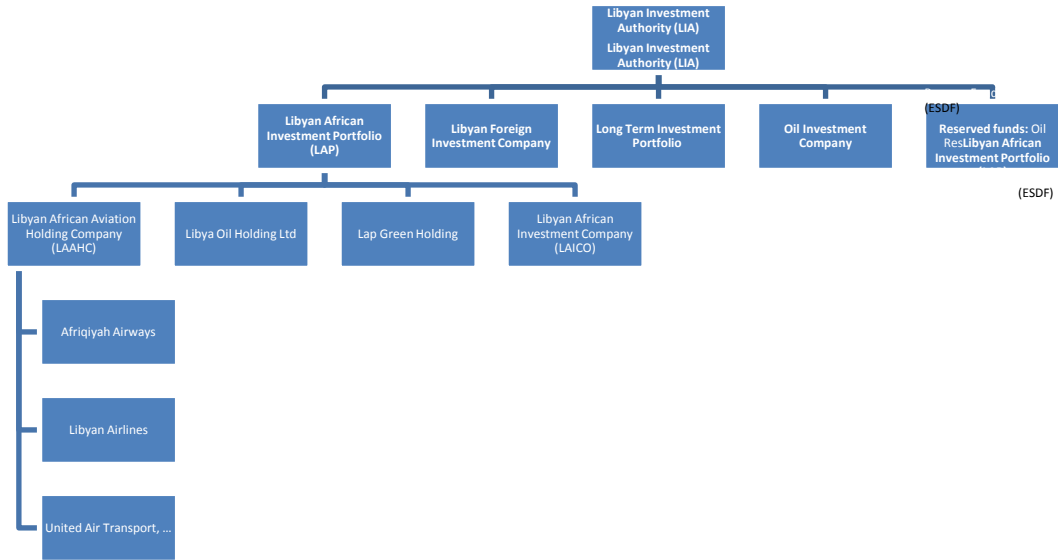 Libyan Investment
Authority (LIA)
Libyan Investment
Authority (LIA)
(ESDF)
Libyan African
Investment Portfolio
(LAP)
Libyan Foreign
Investment Company
Long Term Investment
Portfolio
Oil Investment
Company
Reserved funds: Oil
ResLibyan African
Investment Portfolio
(ESDF)
Libyan African Aviation
Holding Company
(LAAHC)
Libya Oil Holding Ltd
Lap Green Holding
Libyan African
Investment Company
(LAICO)
Afriqiyah Airways
Libyan Airlines
United Air Transport, ...